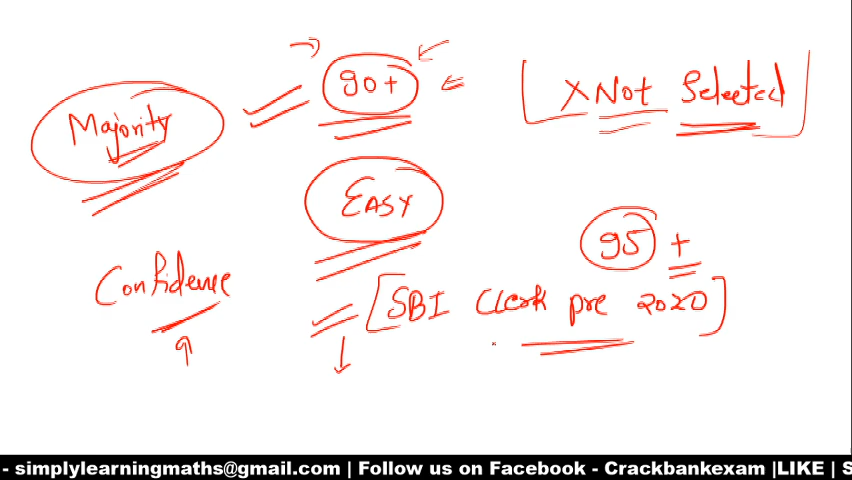 90+
X Not Selected
Majority
EASY
95 +
Confidence
[SBI Clerk pre 2020]
- simplylearningmaths@gmail.com | Follow us on Facebook - Crackbankexam |LIKE | S